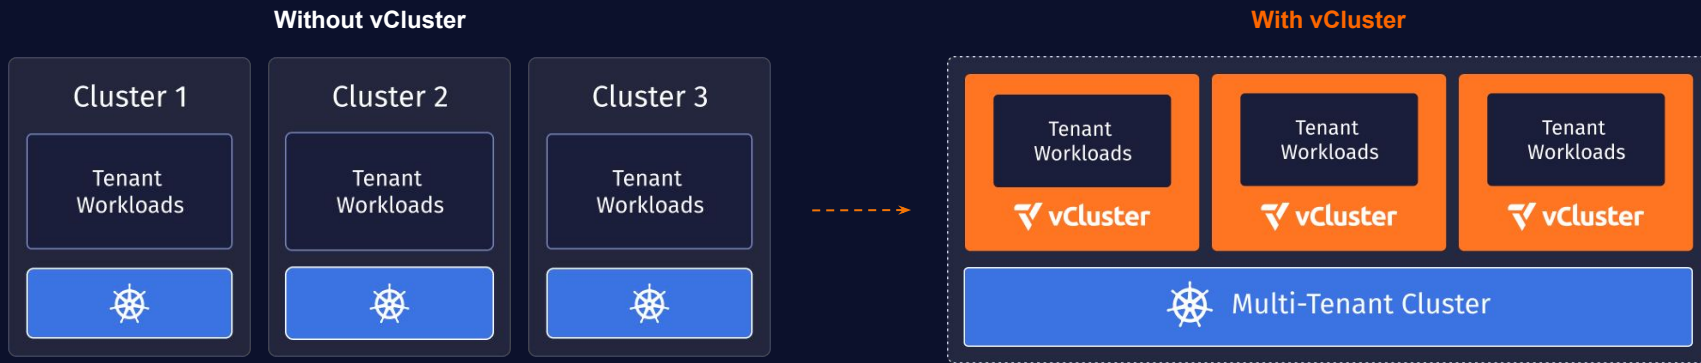 Without vCluster
With vCluster
Cluster 1
Cluster 2
Cluster 3
Tenant
Workloads
Tenant
Workloads
Tenant
Workloads
Tenant
Workloads
vCluster
Tenant
Workloads
vCluster
Tenant
Workloads
vCluster
Multi-Tenant Cluster